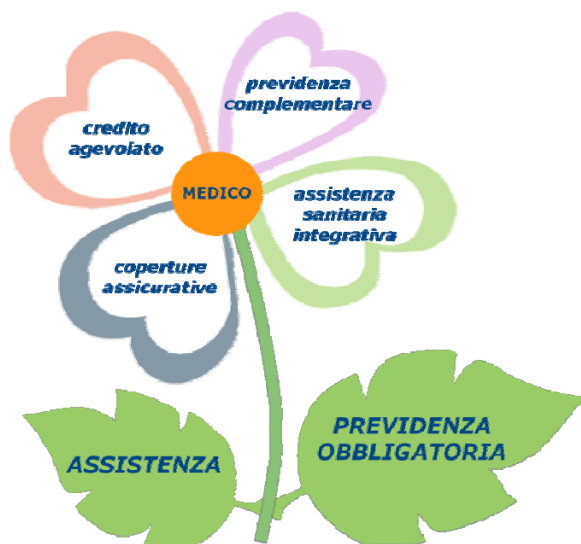 previdenza
complementare
credito
agevolato
MEDICO
assistenza
sanitaria
integrativa
coperture
assicurative
PREVIDENZA
OBBLIGATORIA
ASSISTENZA